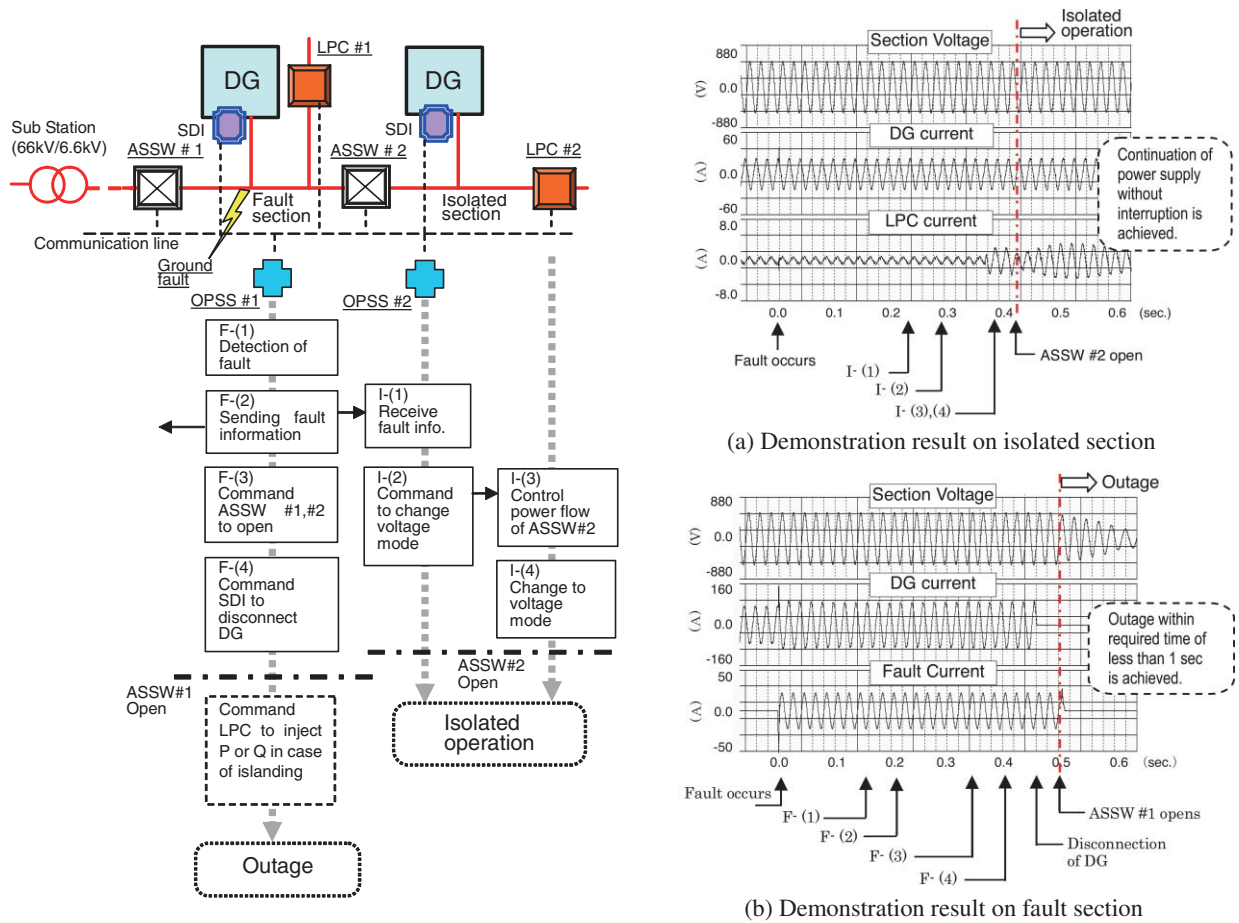 LPC #1
DG
DG
SDI
SDI
Sub Station
(66kV/6.6kV)
ASSW # 1
ASSW # 2
LPC #2
Fault
section
Isolated
section
Communication line
Ground
fault
OPSS #1
OPSS #2
F-(1)
Detection of
fault
F-(2)
Sending fault
information
I-(1)
Receive
fault info.
F-(3)
Command
ASSW #1,#2
to open
I-(2)
Command
to change
voltage
mode
I-(3)
Control
power flow
of ASSW#2
F-(4)
Command
SDI to
disconnect
DG
I-(4)
Change to
voltage
mode
ASSW#1
Open
ASSW#2
Open
Command
LPC to inject
P or Q in case
of islanding
Isolated
operation
Outage
Isolated
operation
Section Voltage
880
0.0
-880
(V)
DG current
60
0.0
-60
(A)
Continuation of
power supply
without
interruption is
achieved.
LPC current
8.0
0.0
-8.0
(A)
0.0 0.1 0.2 0.3 0.4 0.5 0.6 (sec.)
Fault occurs
ASSW #2 open
I- (1)
I- (2)
I- (3),(4)
(a) Demonstration result on isolated section
Outage
Section Voltage
880
0.0
-880
(V)
DG current
160
0.0
-160
(A)
Outage within
required time of
less than 1 sec
is achieved.
Fault Current
50
0.0
-50
(A)
0.0 0.1 0.2 0.3 0.4 0.5 0.6 (sec.)
Fault occurs
F- (1)
F- (2)
F- (3)
F- (4)
ASSW #1 opens
Disconnection
of DG
(b) Demonstration result on fault section